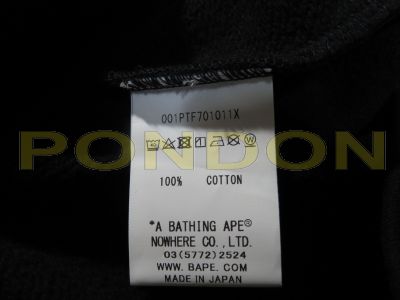 001PTF701011X
PONDON
100% COTTON
*A BATHING APE®
NOWHERE CO.,LTD.
03(5772)2524
WWW.BAPE.COM
MADE IN JAPAN